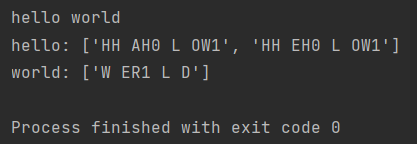 hello world
hello: ['HH AH0 L OW1', 'HH EH0 L OW1']
world: ['W ER1 L D']
Process finished with exit code 0